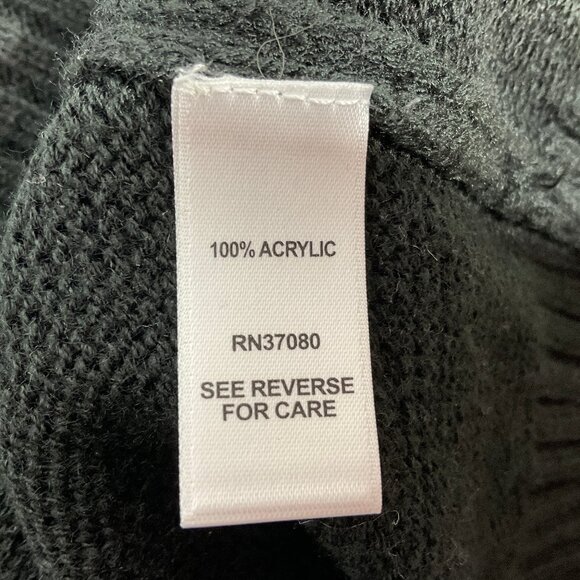 100% ACRYLIC
RN37080
SEE REVERSE
FOR CARE